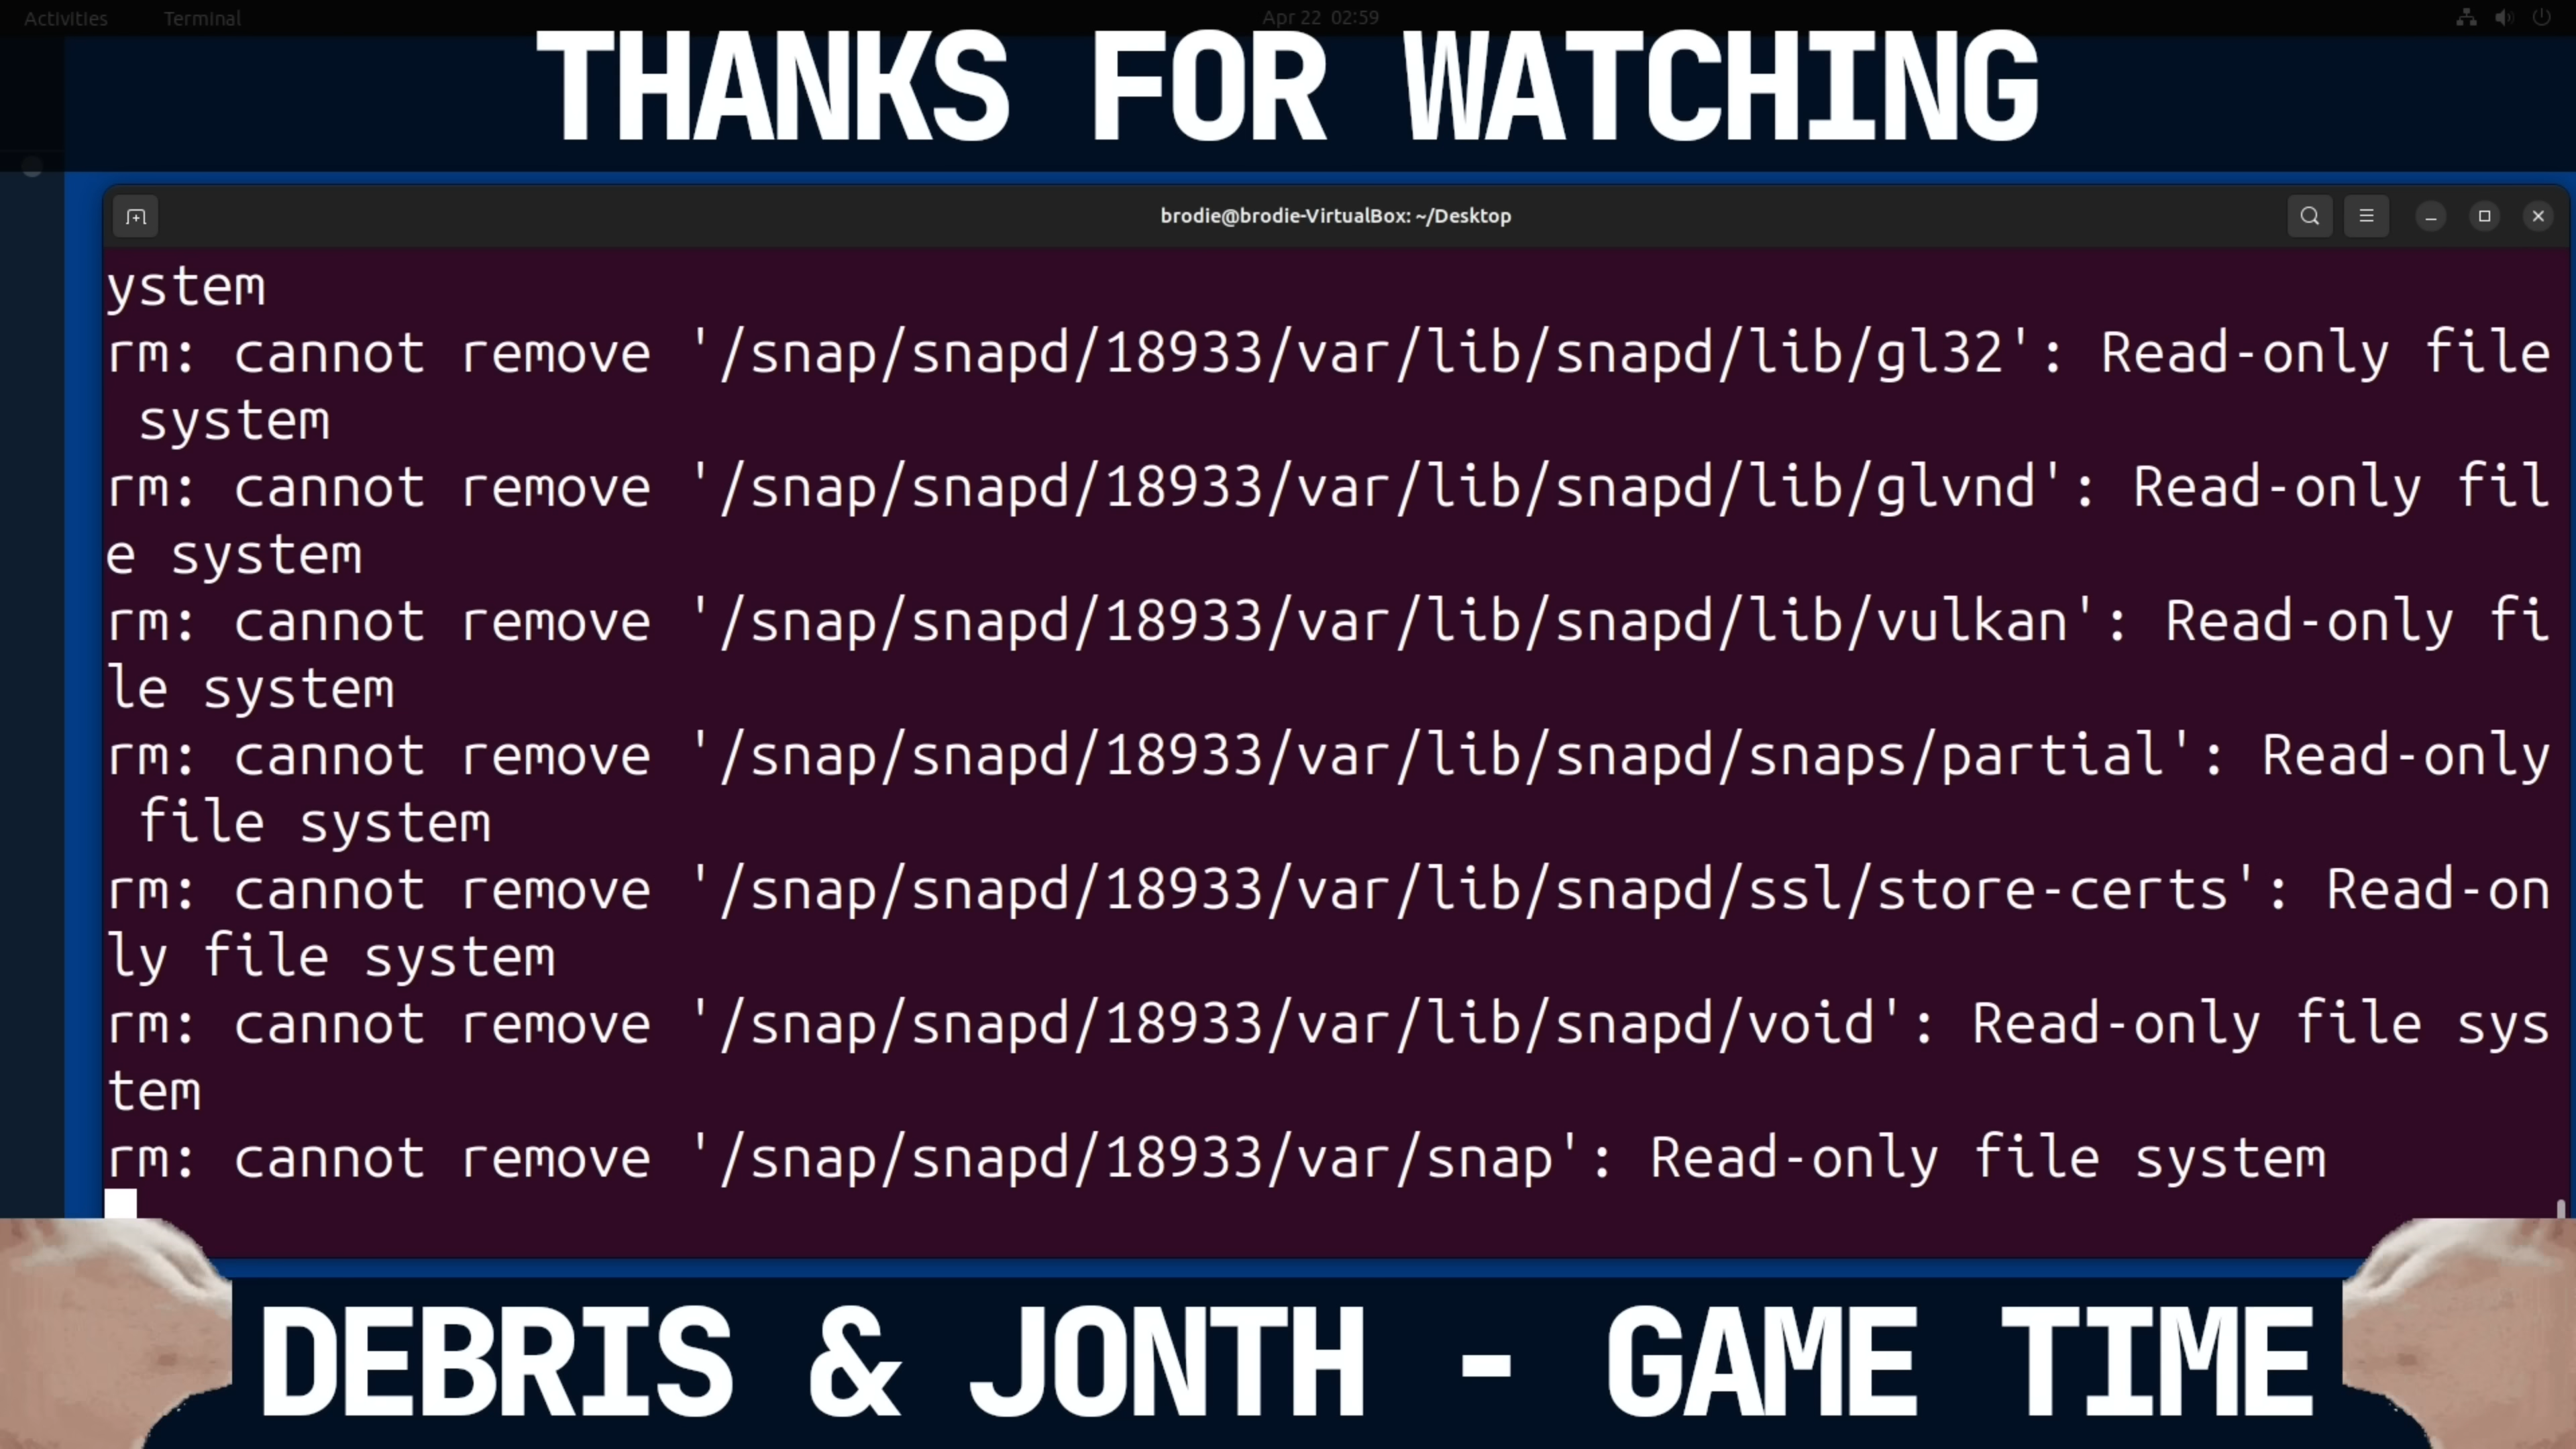 Activities Terminal Apr 22 02:59
THANKS FOR WATCHING
brodie@brodie-VirtualBox: ~/Desktop
ystem
rm: cannot remove '/snap/snapd/18933/var/lib/snapd/lib/gl32': Read-only file
 system
rm: cannot remove '/snap/snapd/18933/var/lib/snapd/lib/glvnd': Read-only fil
e system
rm: cannot remove '/snap/snapd/18933/var/lib/snapd/lib/vulkan': Read-only fi
le system
rm: cannot remove '/snap/snapd/18933/var/lib/snapd/snaps/partial': Read-only
 file system
rm: cannot remove '/snap/snapd/18933/var/lib/snapd/ssl/store-certs': Read-on
ly file system
rm: cannot remove '/snap/snapd/18933/var/lib/snapd/void': Read-only file sys
tem
rm: cannot remove '/snap/snapd/18933/var/snap': Read-only file system
DEBRIS & JONTH - GAME TIME